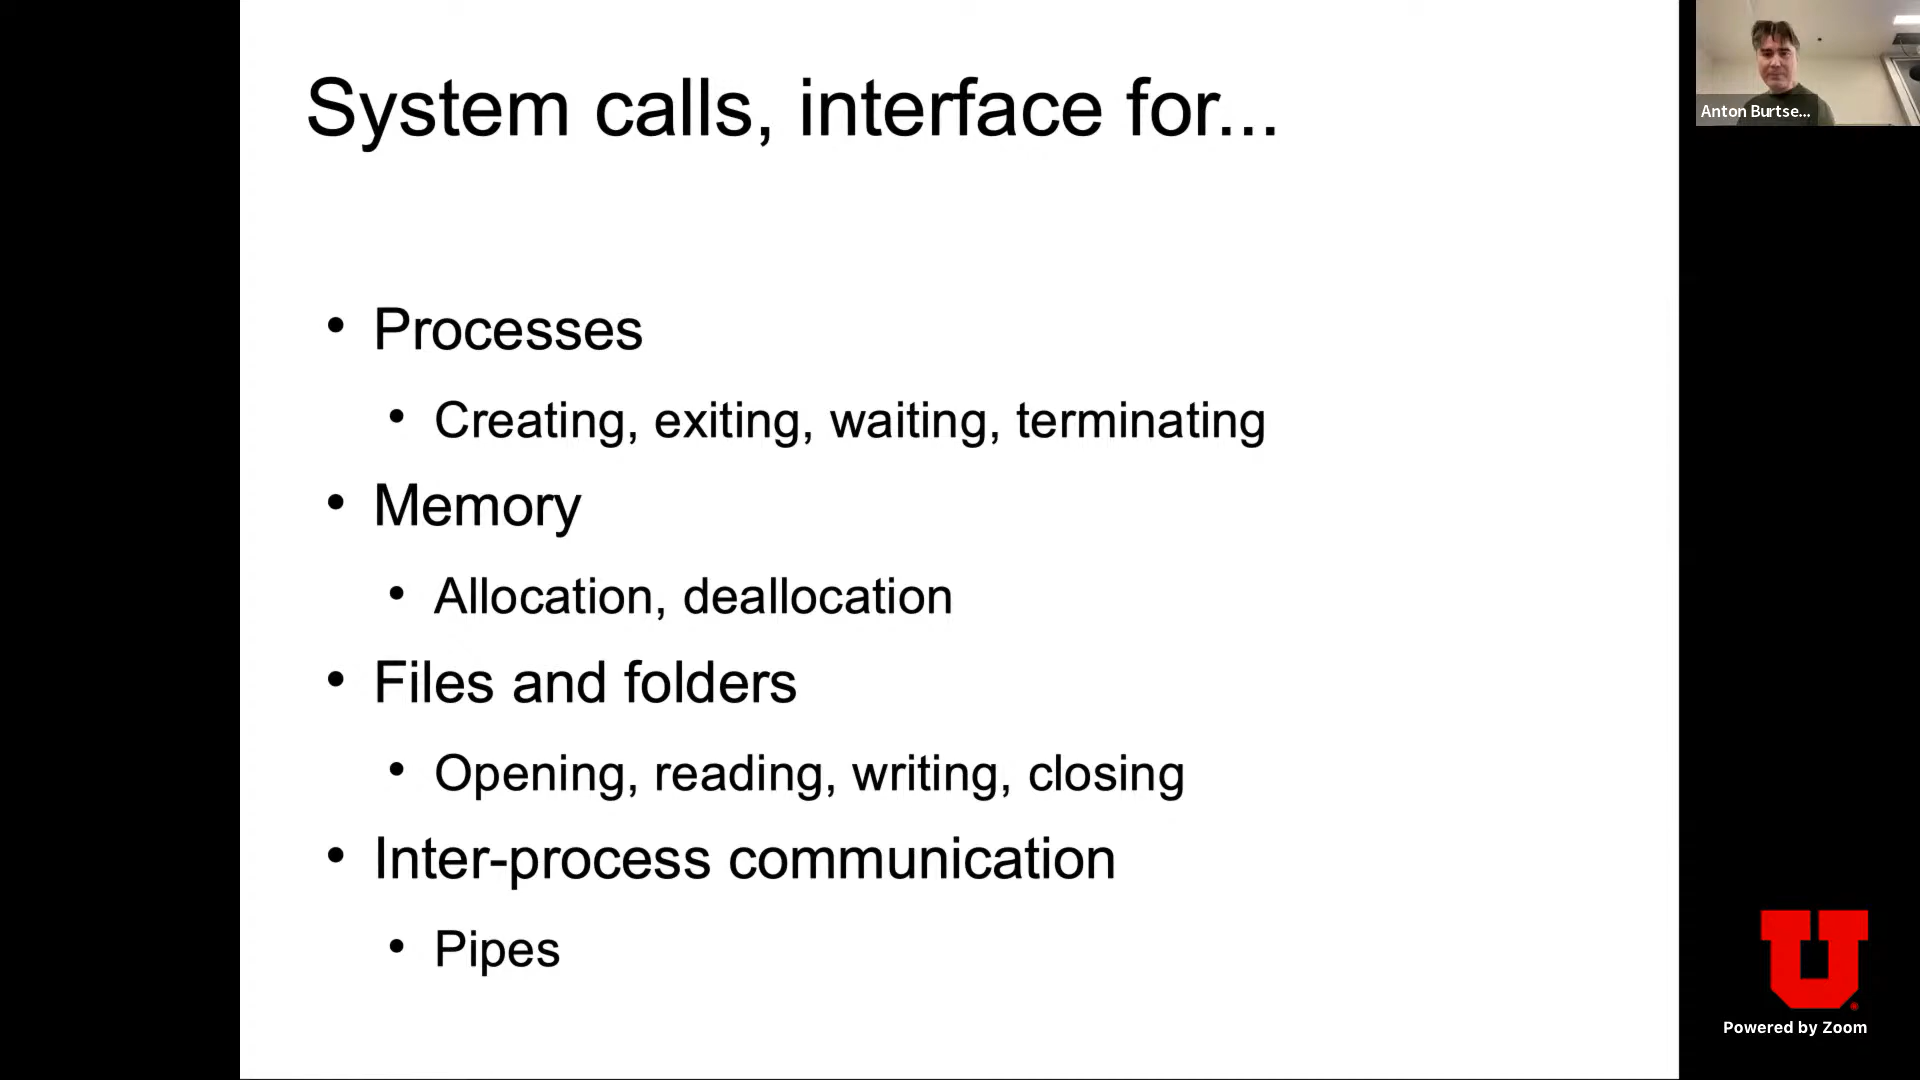 System calls, interface for...
• Processes
• Creating, exiting, waiting, terminating
• Memory
• Allocation, deallocation
• Files and folders
• Opening, reading, writing, closing
• Inter-process communication
• Pipes
Anton Burtse...
U
Powered by Zoom